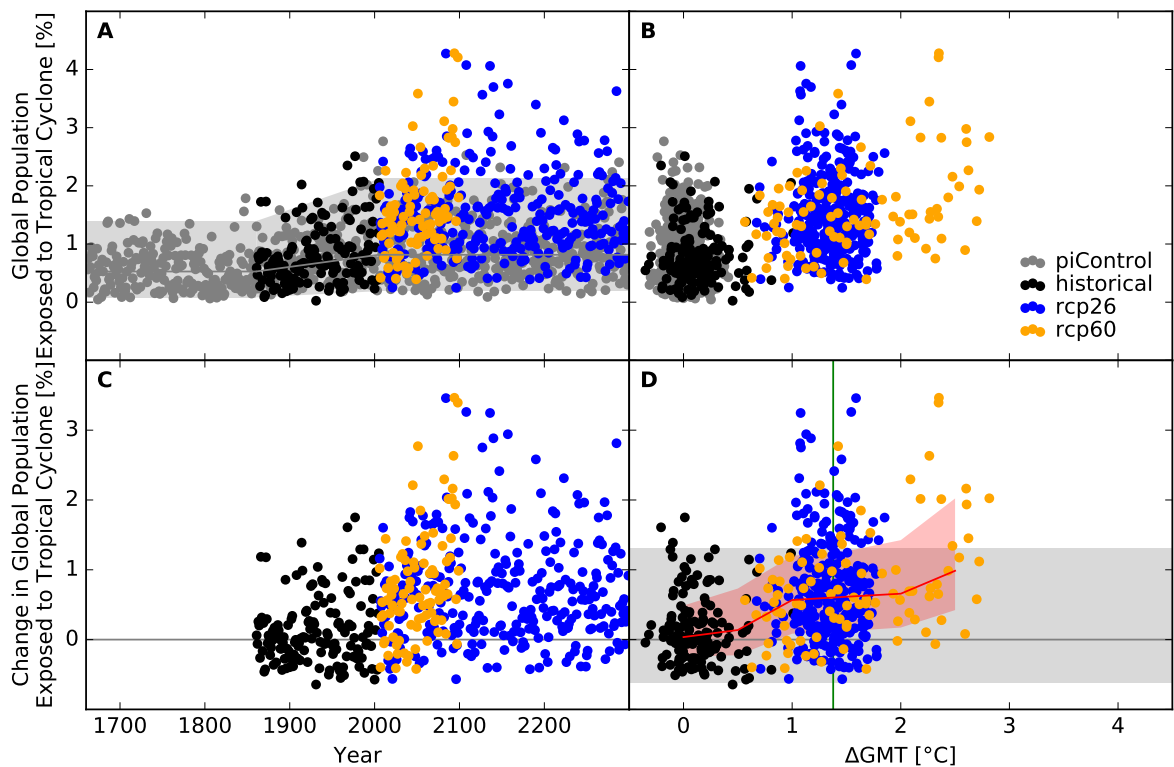 A
B
Global Population
Exposed to Tropical Cyclone [%]
4
3
2
1
0
piControl
historical
rcp26
rcp60
C
D
Change in Global Population
Exposed to Tropical Cyclone [%]
3
2
1
0
1700 1800 1900 2000 2100 2200
0 1 2 3 4
Year
ΔGMT [°C]